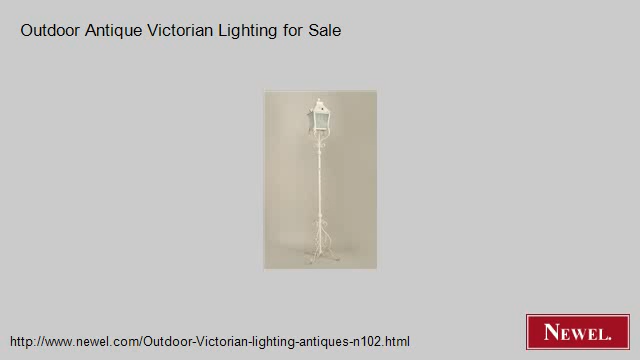 Outdoor Antique Victorian Lighting for Sale
http://www.newel.com/Outdoor-Victorian-lighting-antiques-n102.html
NEWEL.